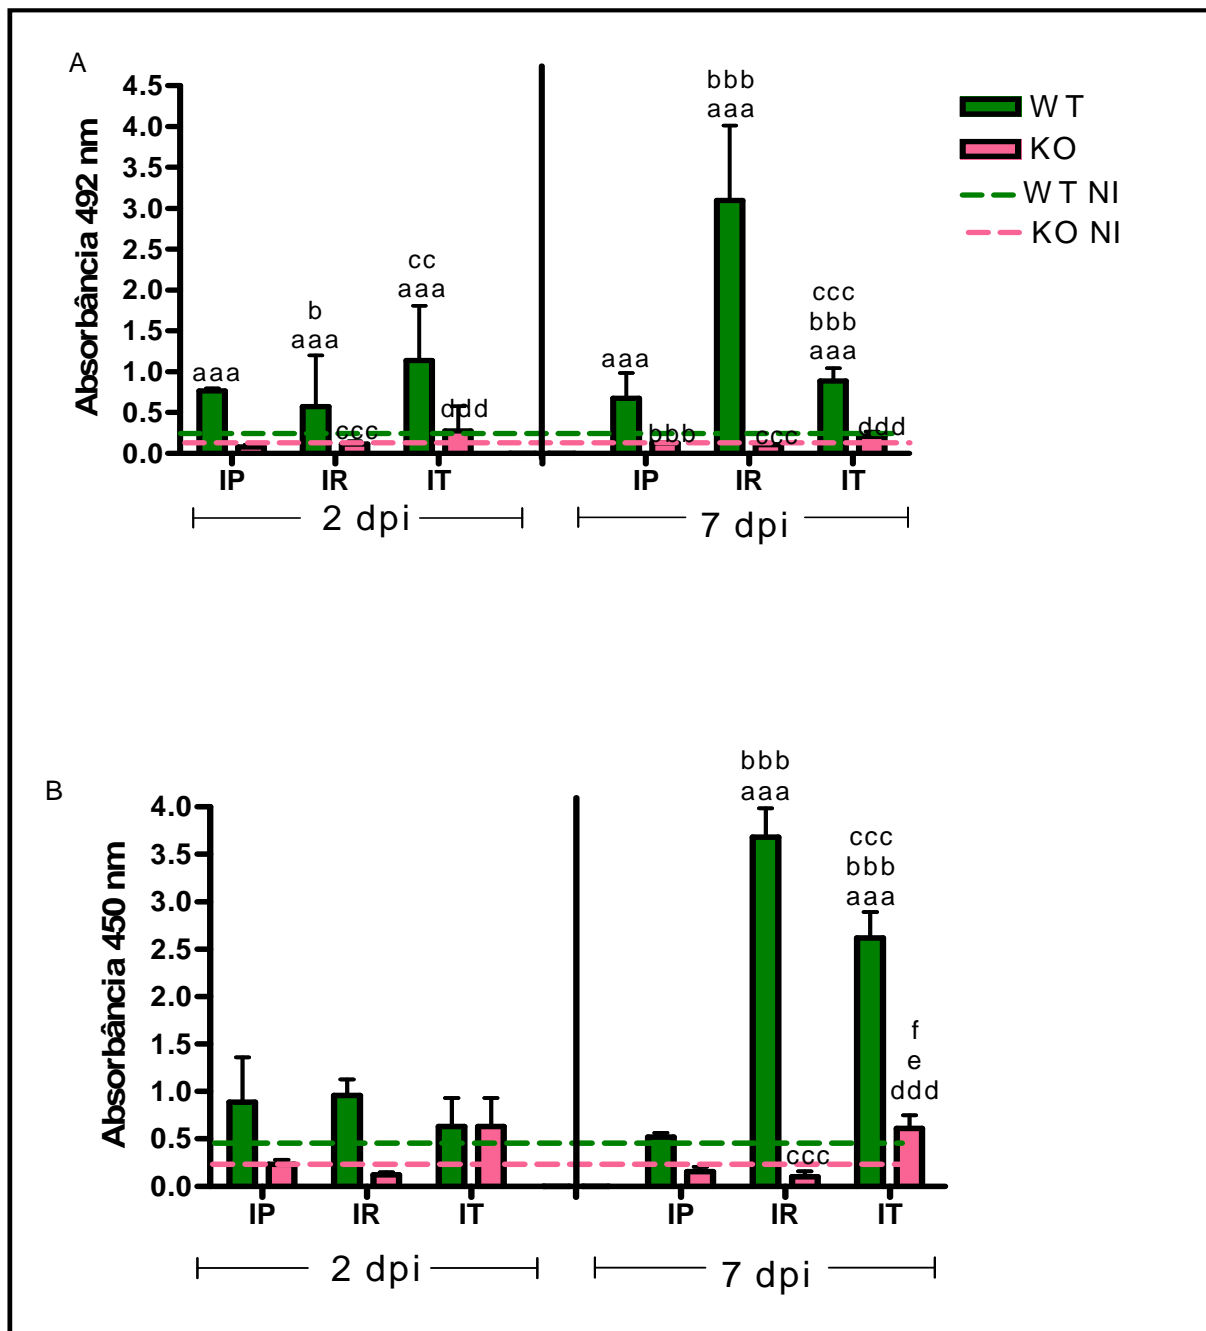 A
Absorbância 492 nm
4.5
4.0
3.5
3.0
2.5
2.0
1.5
1.0
0.5
0.0
aaa
b
aaa
ccc
cc
aaa
ddd
aaa
bbb
bbb
aaa
ccc
ccc
bbb
aaa
ddd
IP IR IT IP IR IT
2 dpi 7 dpi
WT
KO
WT NI
KO NI
B
Absorbância 450 nm
4.0
3.5
3.0
2.5
2.0
1.5
1.0
0.5
0.0
bbb
aaa
ccc
ccc
bbb
aaa
f
e
ddd
IP IR IT IP IR IT
2 dpi 7 dpi